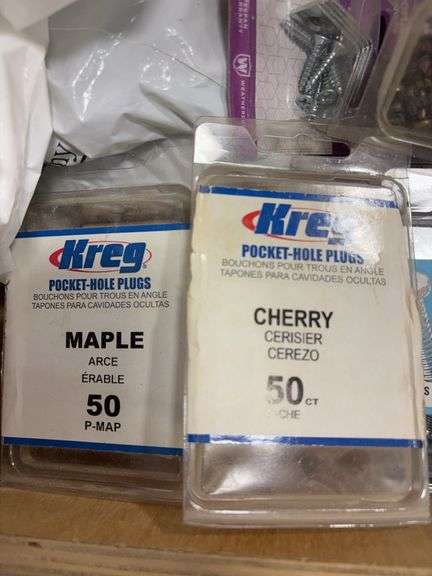 Kreg
POCKET-HOLE PLUGS
BOUCHONS POUR TROUS EN ANGLE
TAPONES PARA CAVIDADES OCULTAS
MAPLE
ARCE
ÉRABLE
50
P-MAP
Kreg
POCKET-HOLE PLUGS
BOUCHONS POUR TROUS EN ANGLE
TAPONES PARA CAVIDADES OCULTAS
CHERRY
CERISIER
CEREZO
50 CT